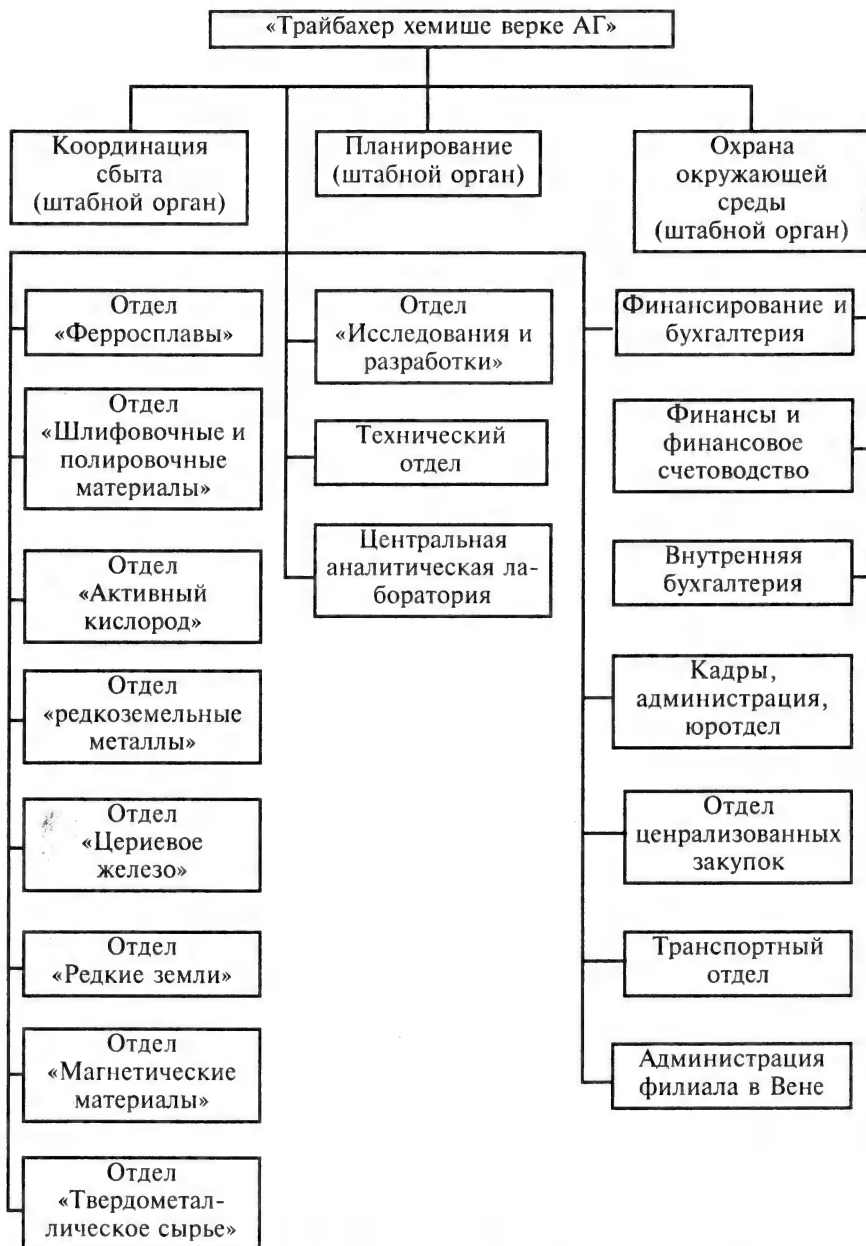 «Трайбахер хемише верке АГ»
Координация
сбыта
(штабной орган)
Планирование
(штабной орган)
Охрана
окружающей
среды
(штабной орган)
Отдел
«Ферросплавы»
Отдел
«Шлифовочные и
полировочные
материалы»
Отдел
«Активный
кислород»
Отдел
«редкоземельные
металлы»
Отдел
«Цериевое
железо»
Отдел
«Редкие земли»
Отдел
«Магнетические
материалы»
Отдел
«Твердометал-
лическое сырье»
Отдел
«Исследования и
разработки»
Технический
отдел
Центральная
аналитическая ла-
боратория
Финансирование и
бухгалтерия
Финансы и
финансовое
счетоводство
Внутренняя
бухгалтерия
Кадры,
администрация,
юротдел
Отдел
ценрализованных
закупок
Транспортный
отдел
Администрация
филиала в Вене